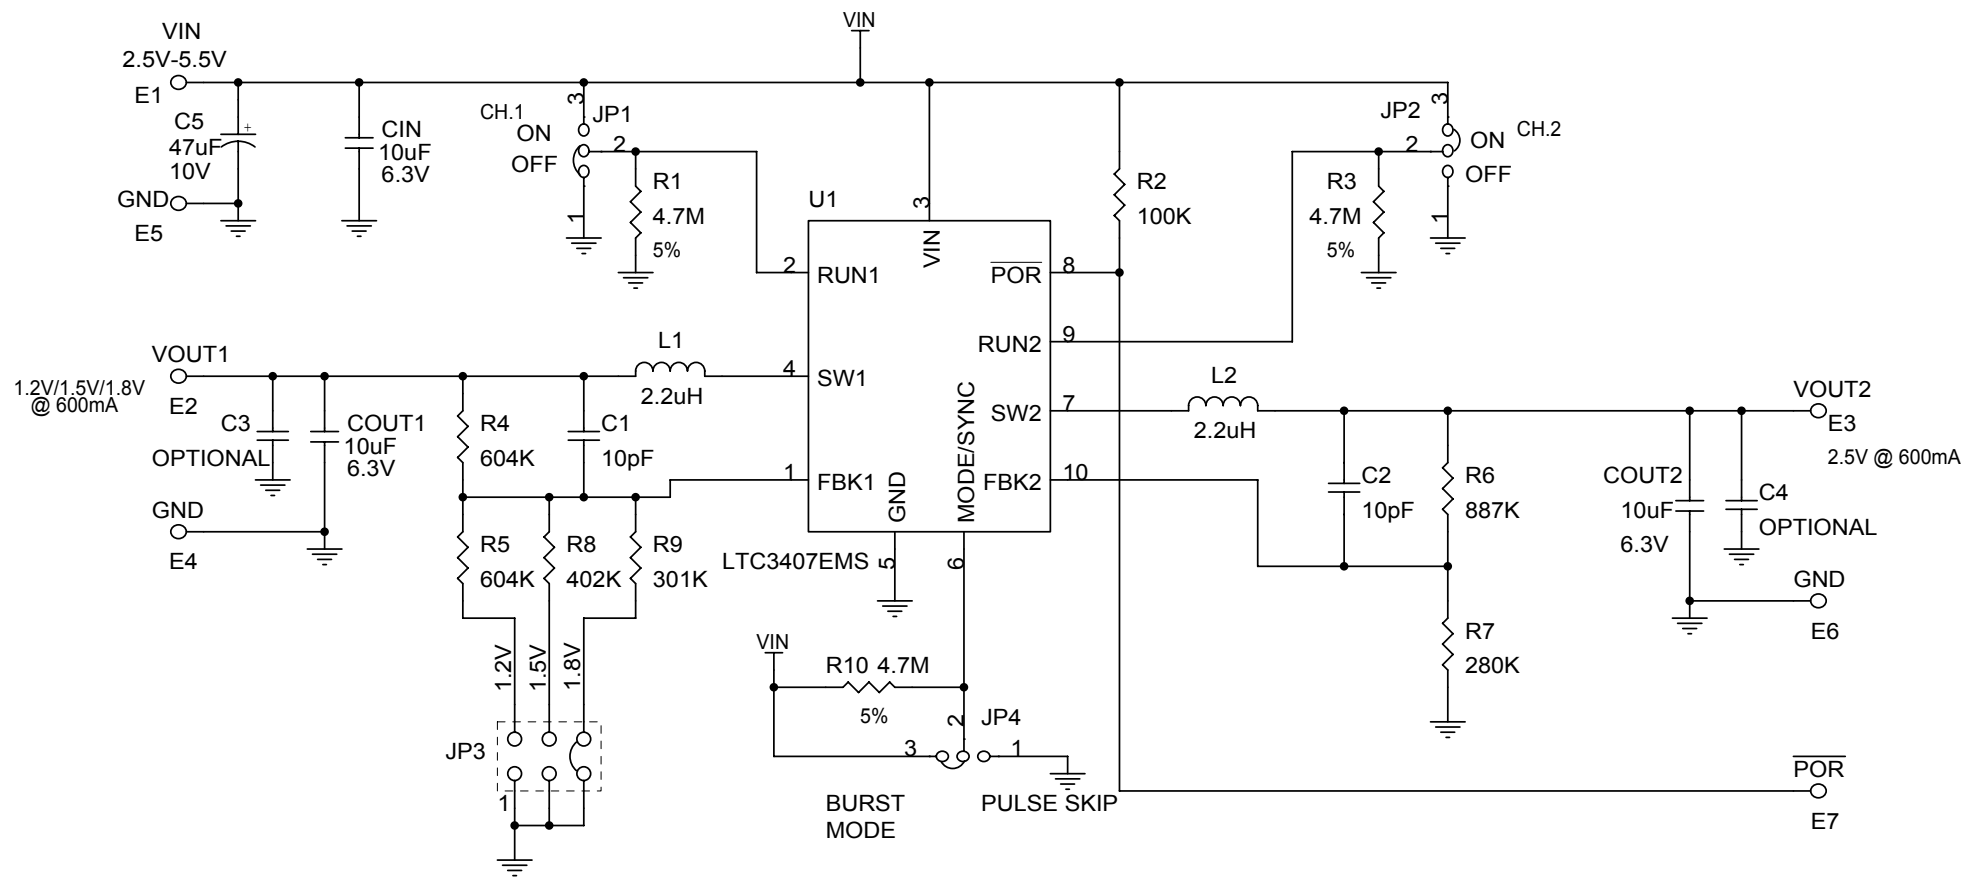 VIN
2.5V-5.5V
E1
C5
+
47uF
10V
GND
E5
CIN
10uF
6.3V
CH.1
ON
OFF
3
JP1
2
1
R1
4.7M
5%
VIN
U1
3
VIN
2
RUN1
POR
8
R2
100K
RUN2
9
JP2
3
ON
CH.2
2
OFF
1
R3
4.7M
5%
VOUT1
1.2V/1.5V/1.8V
@ 600mA
E2
C3
OPTIONAL
COUT1
10uF
6.3V
GND
E4
L1
2.2uH
4
SW1
R4
604K
C1
10pF
1
FBK1
GND
MODE/SYNC
SW2
7
FBK2
10
LTC3407EMS
5
6
R5
604K
R8
402K
R9
301K
1.2V
1.5V
1.8V
JP3
1
L2
2.2uH
VOUT2
E3
2.5V @ 600mA
C2
10pF
R6
887K
COUT2
10uF
6.3V
C4
OPTIONAL
GND
E6
R7
280K
VIN
R10 4.7M
5%
2
JP4
3
1
BURST
MODE
PULSE SKIP
POR
E7